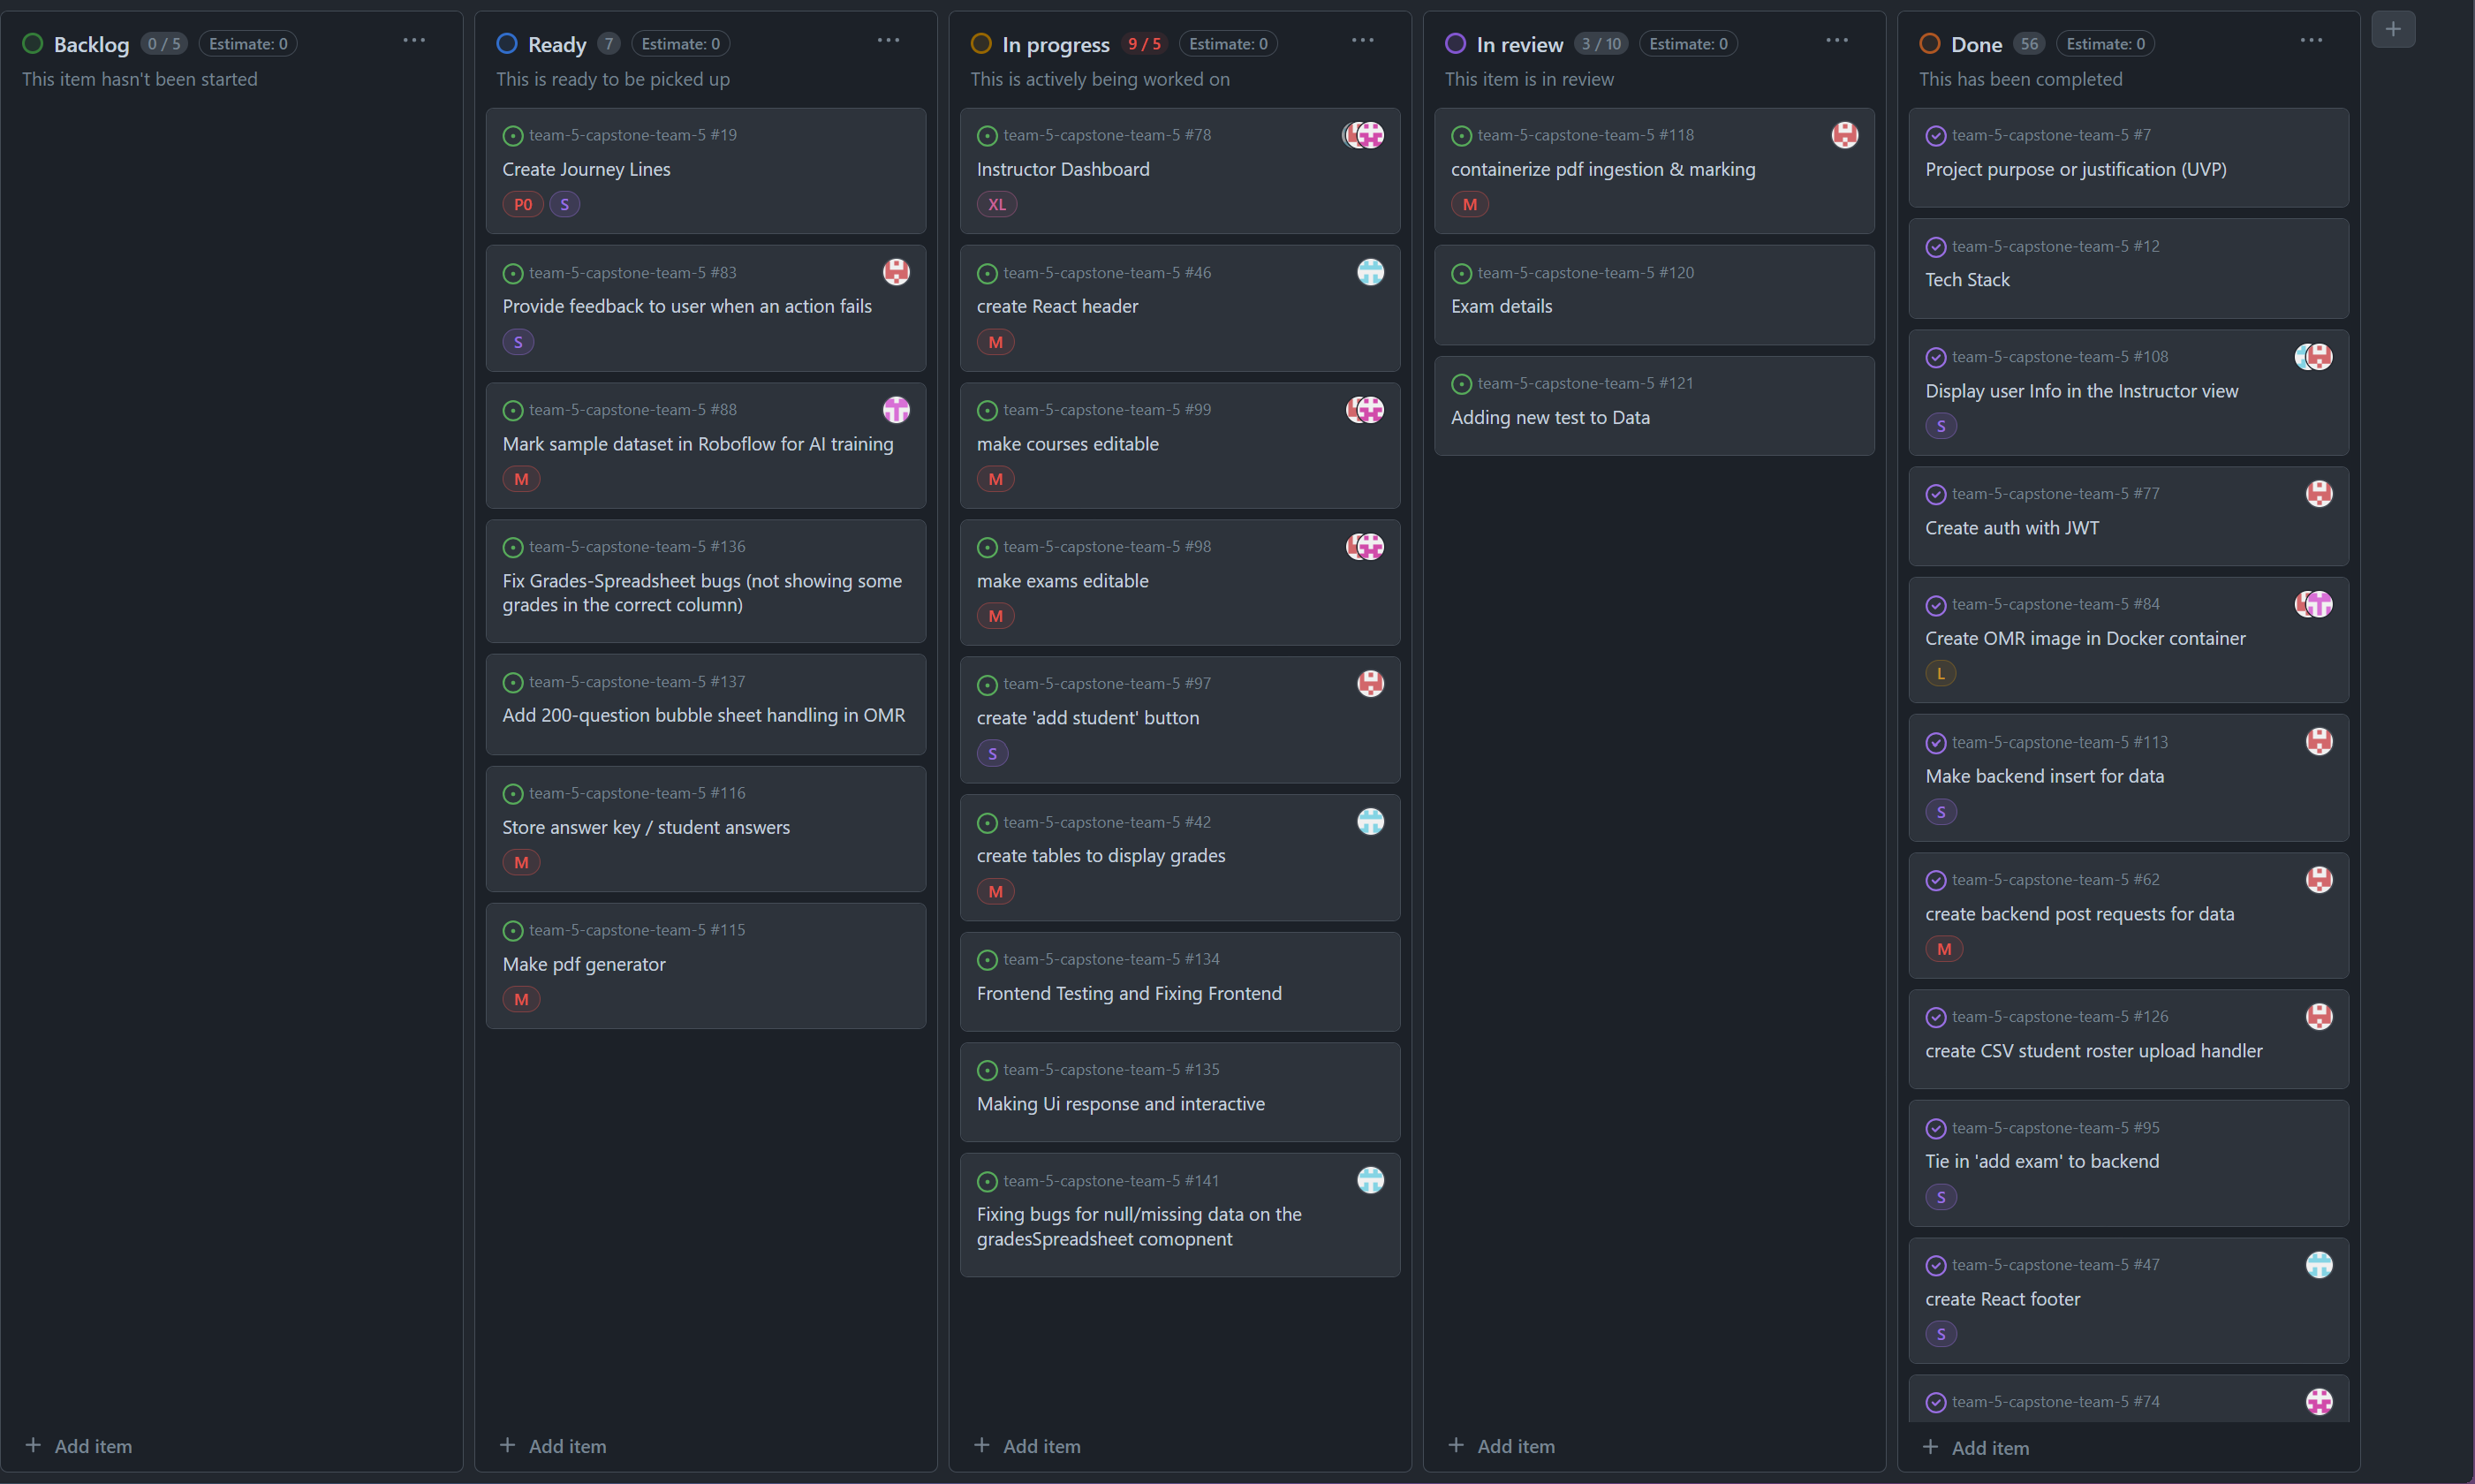 Backlog 0 / 5 Estimate: 0
This item hasn't been started
Add item
Ready 7 Estimate: 0
This is ready to be picked up
team-5-capstone-team-5 #19
Create Journey Lines
P0 S
team-5-capstone-team-5 #83
Provide feedback to user when an action fails
S
team-5-capstone-team-5 #88
Mark sample dataset in Roboflow for AI training
M
team-5-capstone-team-5 #136
Fix Grades-Spreadsheet bugs (not showing some
grades in the correct column)
team-5-capstone-team-5 #137
Add 200-question bubble sheet handling in OMR
team-5-capstone-team-5 #116
Store answer key / student answers
M
team-5-capstone-team-5 #115
Make pdf generator
M
Add item
In progress 9 / 5 Estimate: 0
This is actively being worked on
team-5-capstone-team-5 #78
Instructor Dashboard
XL
team-5-capstone-team-5 #46
create React header
M
team-5-capstone-team-5 #99
make courses editable
M
team-5-capstone-team-5 #98
make exams editable
M
team-5-capstone-team-5 #97
create 'add student' button
S
team-5-capstone-team-5 #42
create tables to display grades
M
team-5-capstone-team-5 #134
Frontend Testing and Fixing Frontend
team-5-capstone-team-5 #135
Making Ui response and interactive
team-5-capstone-team-5 #141
Fixing bugs for null/missing data on the
gradesSpreadsheet comopnent
Add item
In review 3 / 10 Estimate: 0
This item is in review
team-5-capstone-team-5 #118
containerize pdf ingestion & marking
M
team-5-capstone-team-5 #120
Exam details
team-5-capstone-team-5 #121
Adding new test to Data
Add item
Done 56 Estimate: 0
This has been completed
team-5-capstone-team-5 #7
Project purpose or justification (UVP)
team-5-capstone-team-5 #12
Tech Stack
team-5-capstone-team-5 #108
Display user Info in the Instructor view
S
team-5-capstone-team-5 #77
Create auth with JWT
team-5-capstone-team-5 #84
Create OMR image in Docker container
L
team-5-capstone-team-5 #113
Make backend insert for data
S
team-5-capstone-team-5 #62
create backend post requests for data
M
team-5-capstone-team-5 #126
create CSV student roster upload handler
team-5-capstone-team-5 #95
Tie in 'add exam' to backend
S
team-5-capstone-team-5 #47
create React footer
S
team-5-capstone-team-5 #74
Add item